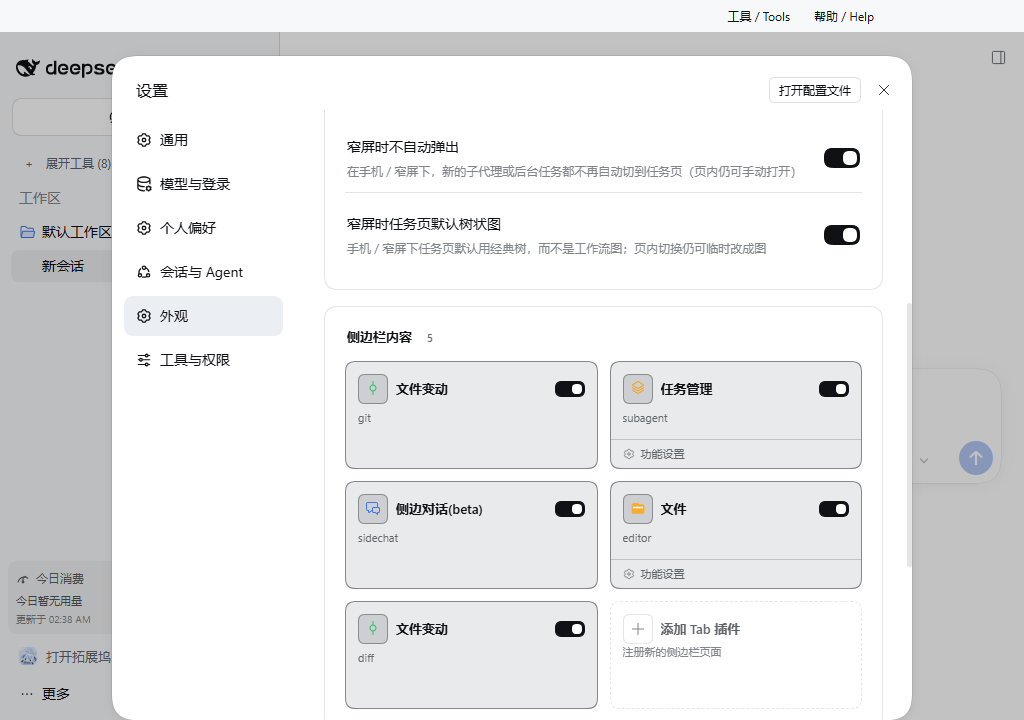 工具 / Tools
帮助 / Help
deepse
设置
打开配置文件
展开工具 (8)
工作区
默认工作区
新会话
通用
模型与登录
个人偏好
会话与 Agent
外观
工具与权限
窄屏时不自动弹出
在手机 / 窄屏下，新的子代理或后台任务都不再自动切到任务页（页内仍可手动打开）
窄屏时任务页默认树状图
手机 / 窄屏下任务页默认用经典树，而不是工作流图；页内切换仍可临时改成图
侧边栏内容 5
文件变动
git
任务管理
subagent
功能设置
侧边对话(beta)
sidechat
文件
editor
功能设置
文件变动
diff
添加 Tab 插件
注册新的侧边栏页面
今日消费
今日暂无用量
更新于 02:38 AM
打开拓展坞
更多